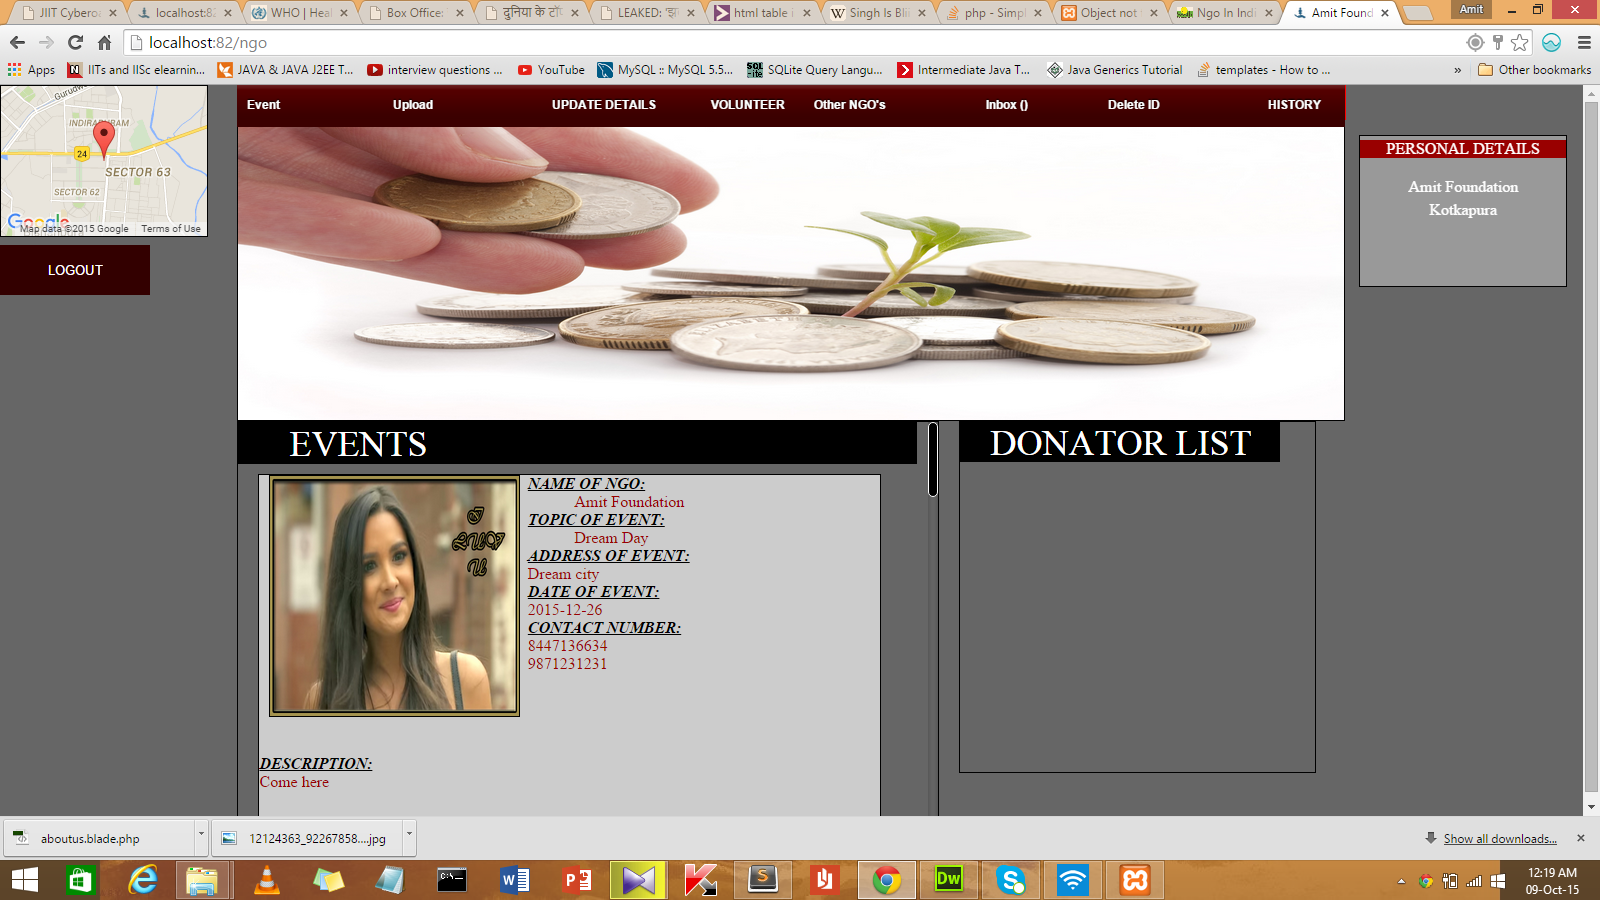 JIIT Cyberoa
localhost:82
WHO | Heal
Box Office:
दुनिया के टॉप
LEAKED: 'झ
html table i
Singh Is Bli
php - Simpl
Object not
Ngo In Indi
Amit Found
Amit
localhost:82/ngo
Apps
IITs and IISc elearnin...
JAVA & JAVA J2EE T...
interview questions ...
YouTube
MySQL :: MySQL 5.5...
SQLite Query Langu...
Intermediate Java T...
Java Generics Tutorial
templates - How to ...
»
Other bookmarks
Gurudw
INDIRAPURAM
24
SECTOR 63
SECTOR 62
Google
Map data ©2015 Google
Terms of Use
LOGOUT
Event
Upload
UPDATE DETAILS
VOLUNTEER
Other NGO's
Inbox ()
Delete ID
HISTORY
PERSONAL DETAILS
Amit Foundation
Kotkapura
EVENTS
DONATOR LIST
NAME OF NGO:
Amit Foundation
TOPIC OF EVENT:
Dream Day
ADDRESS OF EVENT:
Dream city
DATE OF EVENT:
2015-12-26
CONTACT NUMBER:
8447136634
9871231231
DESCRIPTION:
Come here
aboutus.blade.php
12124363_92267858....jpg
Show all downloads...
C:\_
Dw
12:19 AM
09-Oct-15